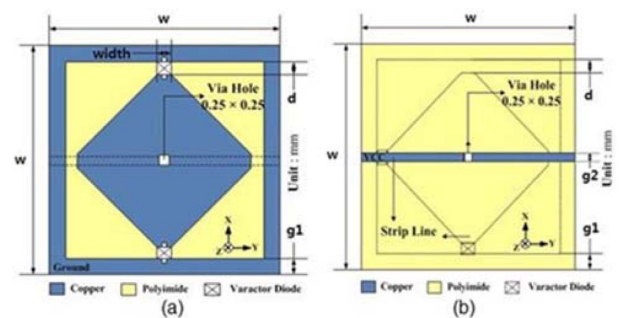 W
width
Via Hole
0.25 × 0.25
d
W
Unit : mm
g1
X
Z
Y
Ground
Copper
Polyimide
Varactor Diode
(a)
W
d
Via Hole
0.25 × 0.25
W
VCC
g2
Strip Line
X
Z
Y
g1
Unit : mm
Copper
Polyimide
Varactor Diode
(b)